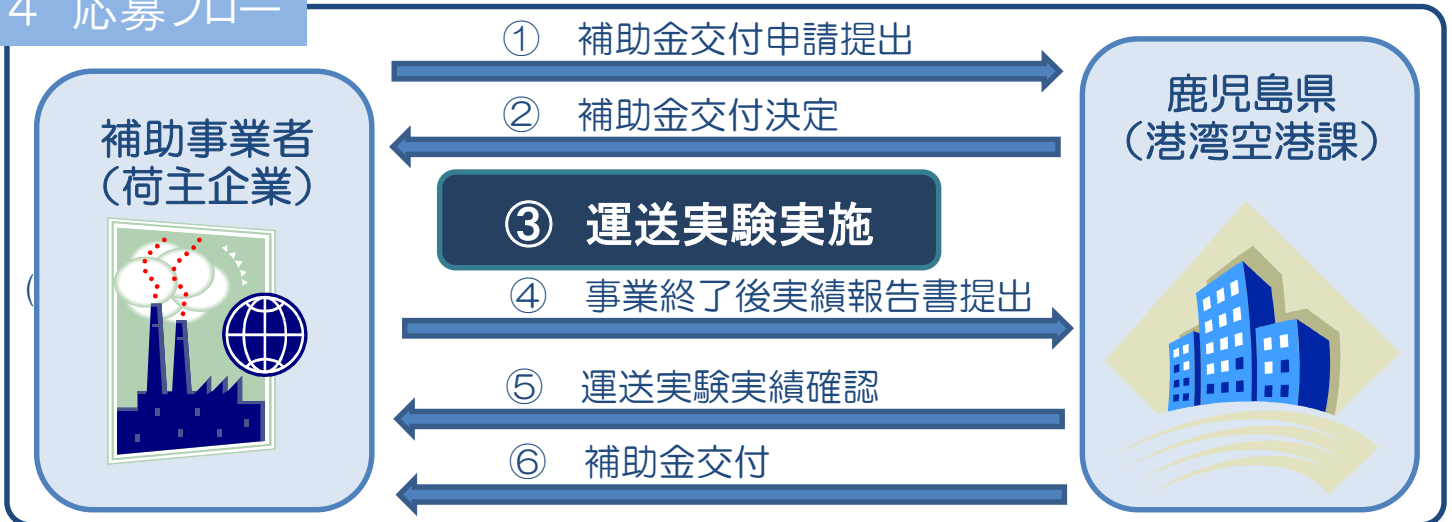 4 応募フロー
① 補助金交付申請提出
② 補助金交付決定
補助事業者
（荷主企業）
鹿児島県
（港湾空港課）
③ 運送実験実施
④ 事業終了後実績報告書提出
⑤ 運送実験実績確認
⑥ 補助金交付
（